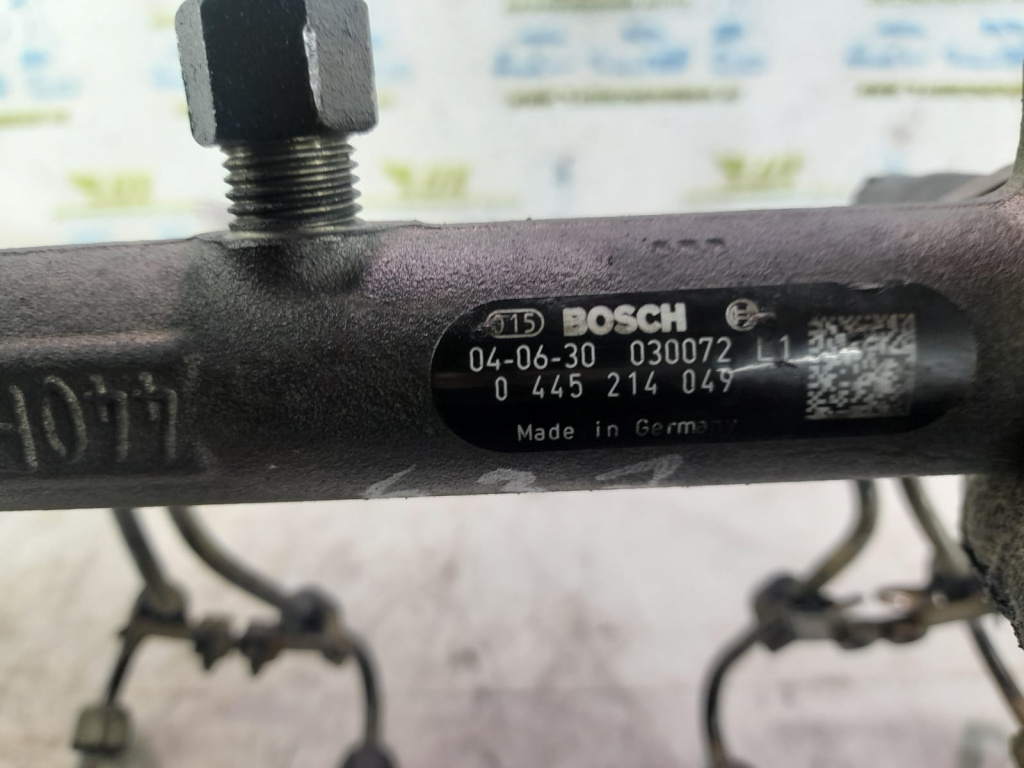 015 BOSCH
04-06-30 030072 L1
0 445 214 049
Made in Germany